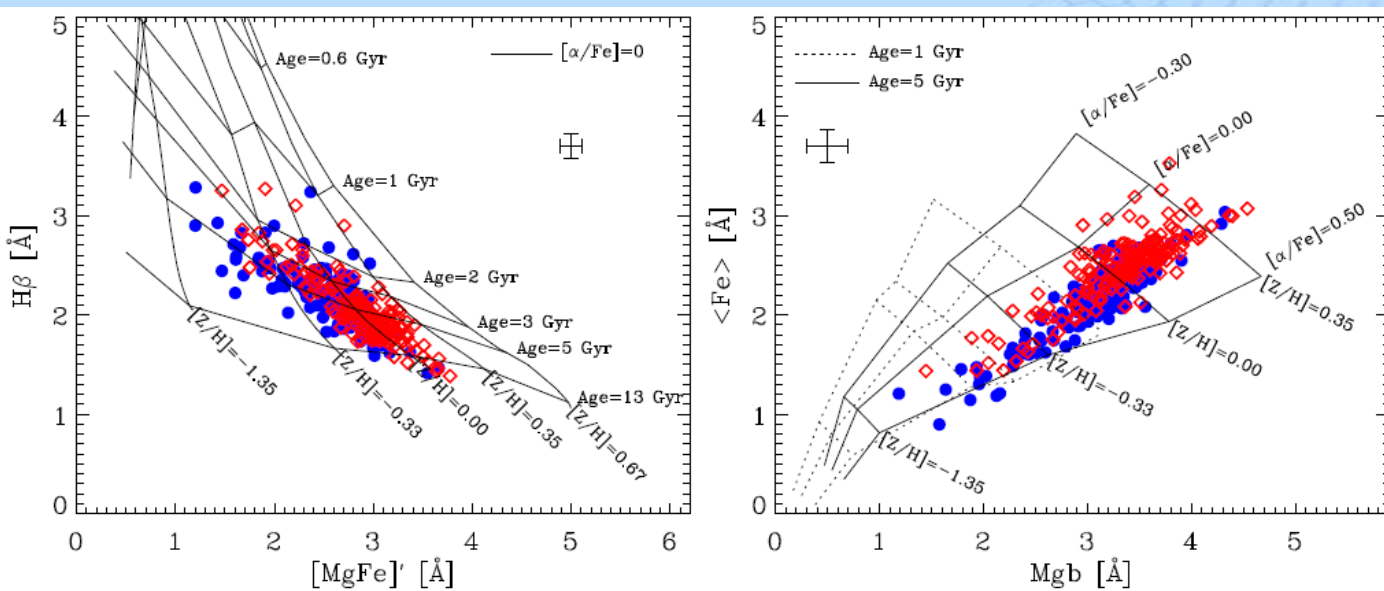 5
4
3
2
1
0
Hβ [Å]
Age=0.6 Gyr
[α/Fe]=0
Age=1 Gyr
Age=2 Gyr
Age=3 Gyr
Age=5 Gyr
Age=13 Gyr
[Z/H]=−1.35
[Z/H]=−0.33
[Z/H]=0.00
[Z/H]=0.35
[Z/H]=0.67
0 1 2 3 4 5 6
[MgFe]′ [Å]
5
4
3
2
1
0
<Fe> [Å]
Age=1 Gyr
Age=5 Gyr
[α/Fe]=−0.30
[α/Fe]=0.00
[α/Fe]=0.50
[Z/H]=0.35
[Z/H]=0.00
[Z/H]=−0.33
[Z/H]=−1.35
0 1 2 3 4 5
Mgb [Å]